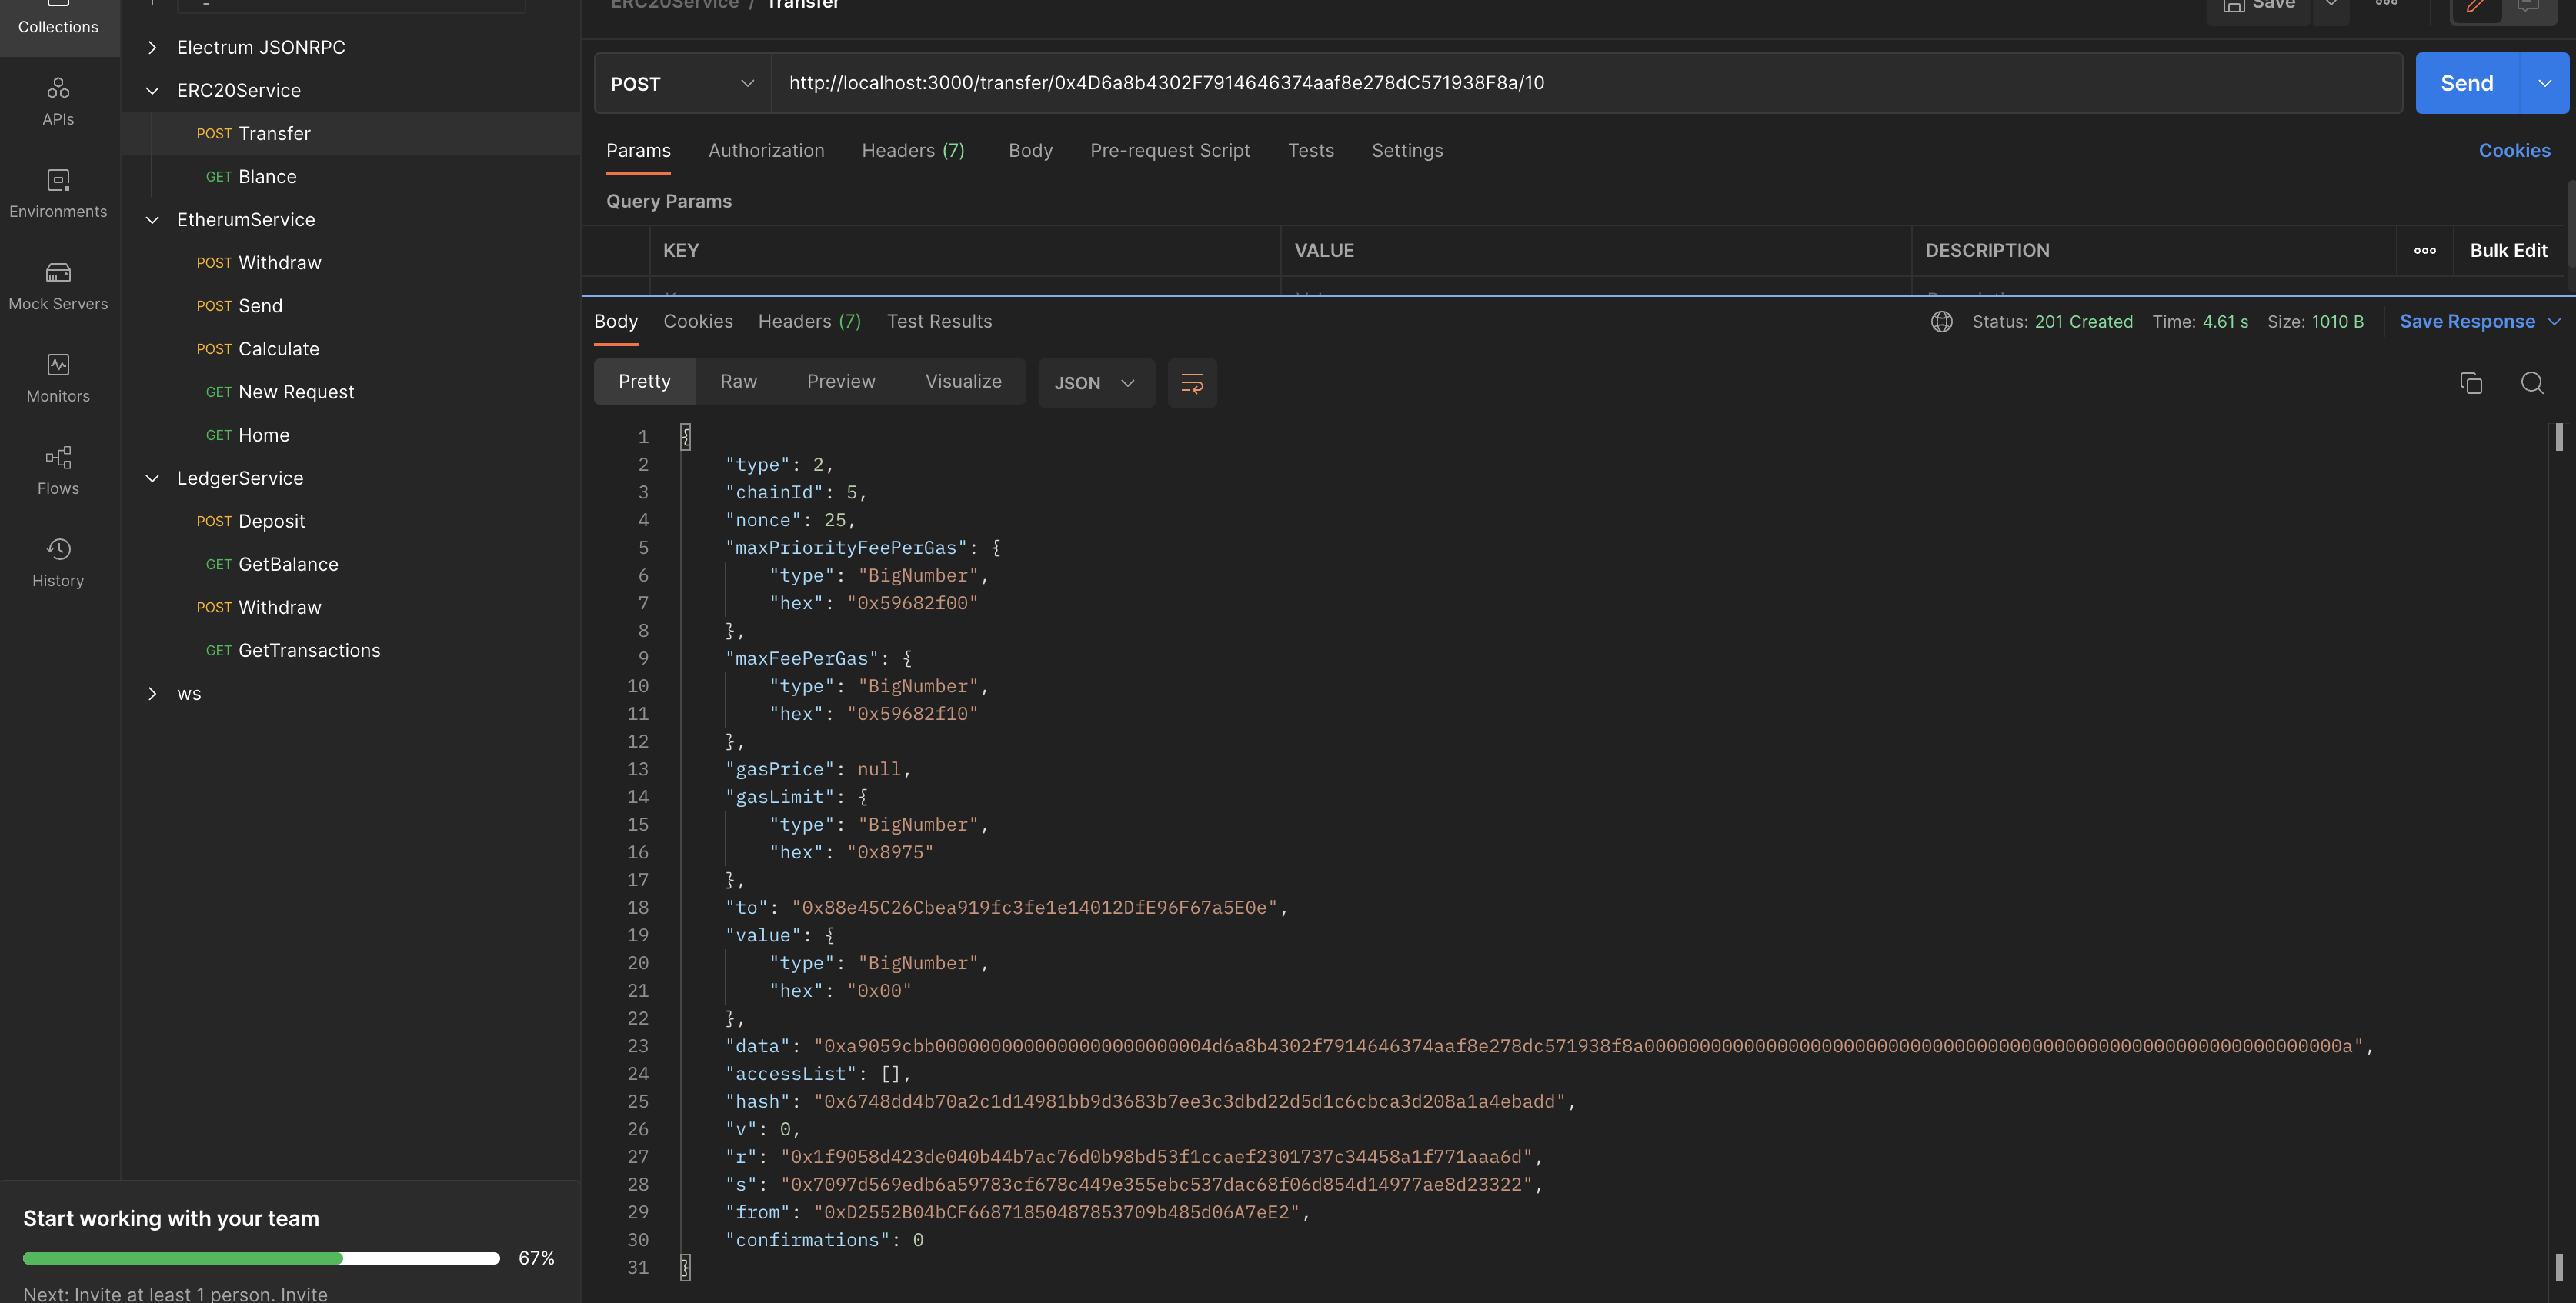 Collections
APIs
Environments
Mock Servers
Monitors
Flows
History
Electrum JSONRPC
ERC20Service
POST Transfer
GET Blance
EtherumService
POST Withdraw
POST Send
POST Calculate
GET New Request
GET Home
LedgerService
POST Deposit
GET GetBalance
POST Withdraw
GET GetTransactions
ws
Start working with your team
67%
Next: Invite at least 1 person. Invite
ERC20Service / Transfer
Save
POST http://localhost:3000/transfer/0x4D6a8b4302F7914646374aaf8e278dC571938F8a/10 Send
Params Authorization Headers (7) Body Pre-request Script Tests Settings Cookies
Query Params
KEY VALUE DESCRIPTION Bulk Edit
Body Cookies Headers (7) Test Results Status: 201 Created Time: 4.61 s Size: 1010 B Save Response
Pretty Raw Preview Visualize JSON
1 {
2 "type": 2,
3 "chainId": 5,
4 "nonce": 25,
5 "maxPriorityFeePerGas": {
6 "type": "BigNumber",
7 "hex": "0x59682f00"
8 },
9 "maxFeePerGas": {
10 "type": "BigNumber",
11 "hex": "0x59682f10"
12 },
13 "gasPrice": null,
14 "gasLimit": {
15 "type": "BigNumber",
16 "hex": "0x8975"
17 },
18 "to": "0x88e45C26Cbea919fc3fe1e14012DfE96F67a5E0e",
19 "value": {
20 "type": "BigNumber",
21 "hex": "0x00"
22 },
23 "data": "0xa9059cbb0000000000000000000000004d6a8b4302f7914646374aaf8e278dc571938f8a000000000000000000000000000000000000000000000000000000000000000a",
24 "accessList": [],
25 "hash": "0x6748dd4b70a2c1d14981bb9d3683b7ee3c3dbd22d5d1c6cbca3d208a1a4ebadd",
26 "v": 0,
27 "r": "0x1f9058d423de040b44b7ac76d0b98bd53f1ccaef2301737c34458a1f771aaa6d",
28 "s": "0x7097d569edb6a59783cf678c449e355ebc537dac68f06d854d14977ae8d23322",
29 "from": "0xD2552B04bCF66871850487853709b485d06A7eE2",
30 "confirmations": 0
31 }